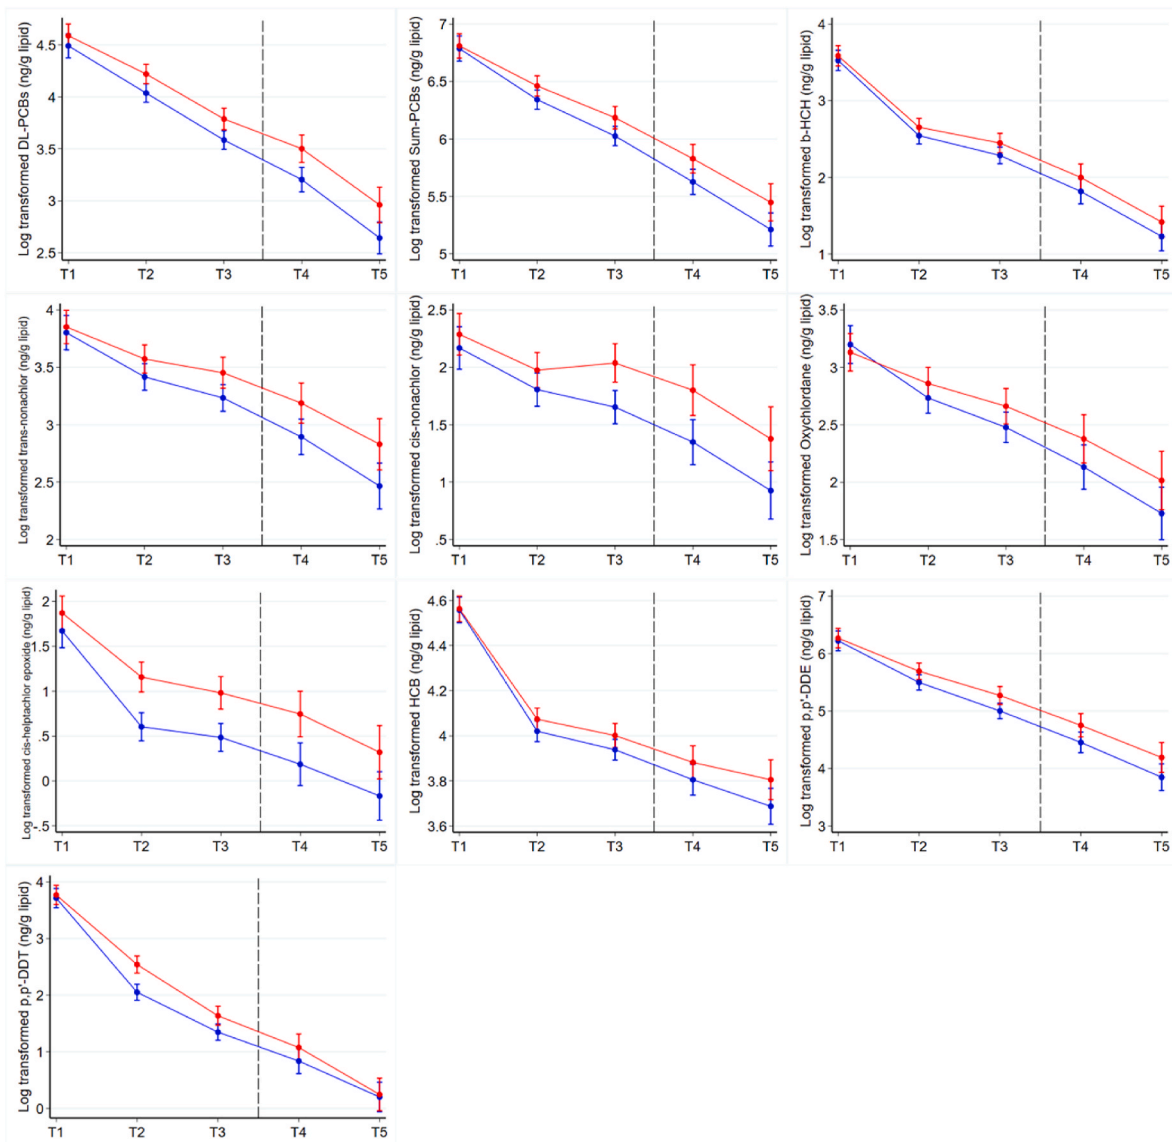 Log transformed DL-PCBs (ng/g lipid)
4.5
4
3.5
3
2.5
T1 T2 T3 T4 T5
Log transformed Sum-PCBs (ng/g lipid)
7
6.5
6
5.5
5
T1 T2 T3 T4 T5
Log transformed b-HCH (ng/g lipid)
4
3
2
1
T1 T2 T3 T4 T5
Log transformed trans-nonachlor (ng/g lipid)
4
3.5
3
2.5
2
T1 T2 T3 T4 T5
Log transformed cis-nonachlor (ng/g lipid)
2.5
2
1.5
1
.5
T1 T2 T3 T4 T5
Log transformed Oxychlordane (ng/g lipid)
3.5
3
2.5
2
1.5
T1 T2 T3 T4 T5
Log transformed cis-helptachlor epoxide (ng/g lipid)
2
1.5
1
.5
0
-.5
T1 T2 T3 T4 T5
Log transformed HCB (ng/g lipid)
4.6
4.4
4.2
4
3.8
3.6
T1 T2 T3 T4 T5
Log transformed p,p'-DDE (ng/g lipid)
7
6
5
4
3
T1 T2 T3 T4 T5
Log transformed p,p'-DDT (ng/g lipid)
4
3
2
1
0
T1 T2 T3 T4 T5